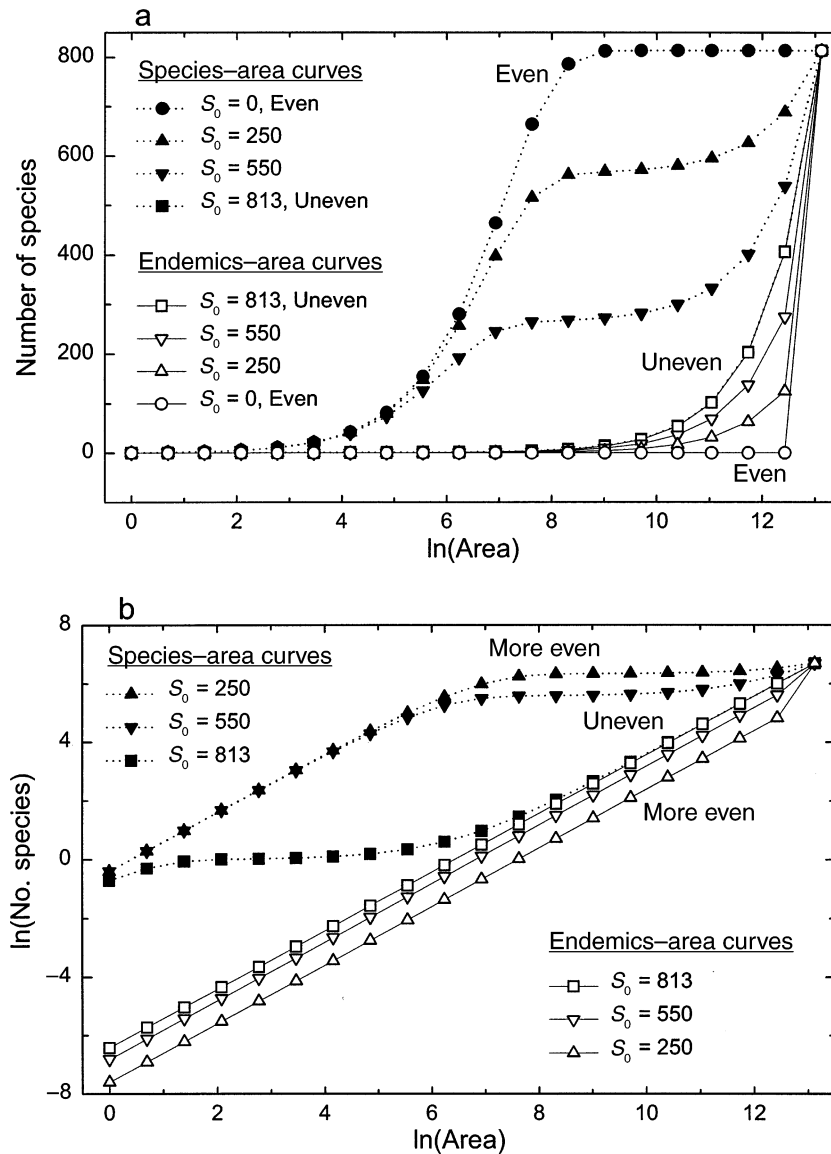 a
800
600
400
200
0
Number of species
Species–area curves
S₀ = 0, Even
S₀ = 250
S₀ = 550
S₀ = 813, Uneven
Endemics–area curves
S₀ = 813, Uneven
S₀ = 550
S₀ = 250
S₀ = 0, Even
Even
Uneven
Even
0 2 4 6 8 10 12
ln(Area)
b
8
4
0
−4
−8
ln(No. species)
Species–area curves
S₀ = 250
S₀ = 550
S₀ = 813
More even
Uneven
More even
Endemics–area curves
S₀ = 813
S₀ = 550
S₀ = 250
0 2 4 6 8 10 12
ln(Area)